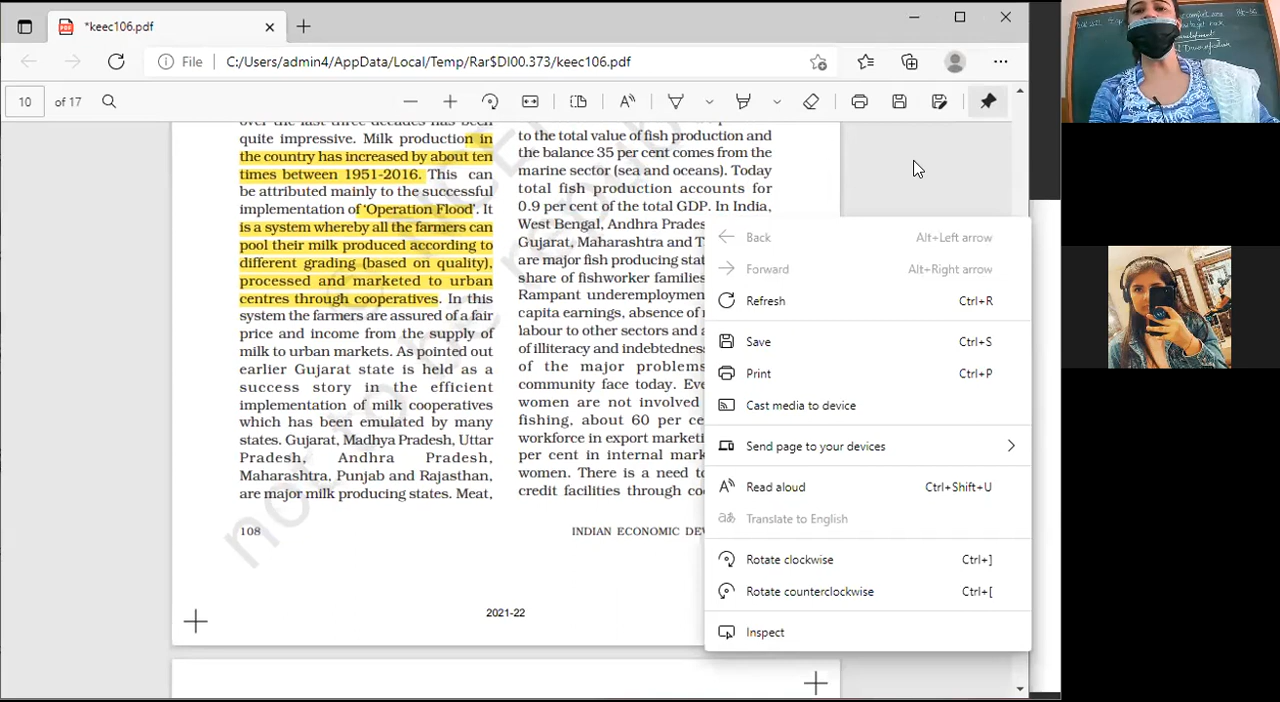 *keec106.pdf
File
C:/Users/admin4/AppData/Local/Temp/Rar$DI00.373/keec106.pdf
10 of 17
quite impressive. Milk production in
the country has increased by about ten
times between 1951-2016. This can
be attributed mainly to the successful
implementation of 'Operation Flood'. It
is a system whereby all the farmers can
pool their milk produced according to
different grading (based on quality),
processed and marketed to urban
centres through cooperatives. In this
system the farmers are assured of a fair
price and income from the supply of
milk to urban markets. As pointed out
earlier Gujarat state is held as a
success story in the efficient
implementation of milk cooperatives
which has been emulated by many
states. Gujarat, Madhya Pradesh, Uttar
Pradesh, Andhra Pradesh,
Maharashtra, Punjab and Rajasthan,
are major milk producing states. Meat,
108
to the total value of fish production and
the balance 35 per cent comes from the
marine sector (sea and oceans). Today
total fish production accounts for
0.9 per cent of the total GDP. In India,
West Bengal, Andhra Prades
Gujarat, Maharashtra and T
are major fish producing stat
share of fishworker families
Rampant underemploymen
capita earnings, absence of
labour to other sectors and
of illiteracy and indebtedness
of the major problems
community face today. Eve
women are not involved
fishing, about 60 per ce
workforce in export marketi
per cent in internal mark
women. There is a need to
credit facilities through co
INDIAN ECONOMIC DE
2021-22
Back Alt+Left arrow
Forward Alt+Right arrow
Refresh Ctrl+R
Save Ctrl+S
Print Ctrl+P
Cast media to device
Send page to your devices
Read aloud Ctrl+Shift+U
Translate to English
Rotate clockwise Ctrl+]
Rotate counterclockwise Ctrl+[
Inspect